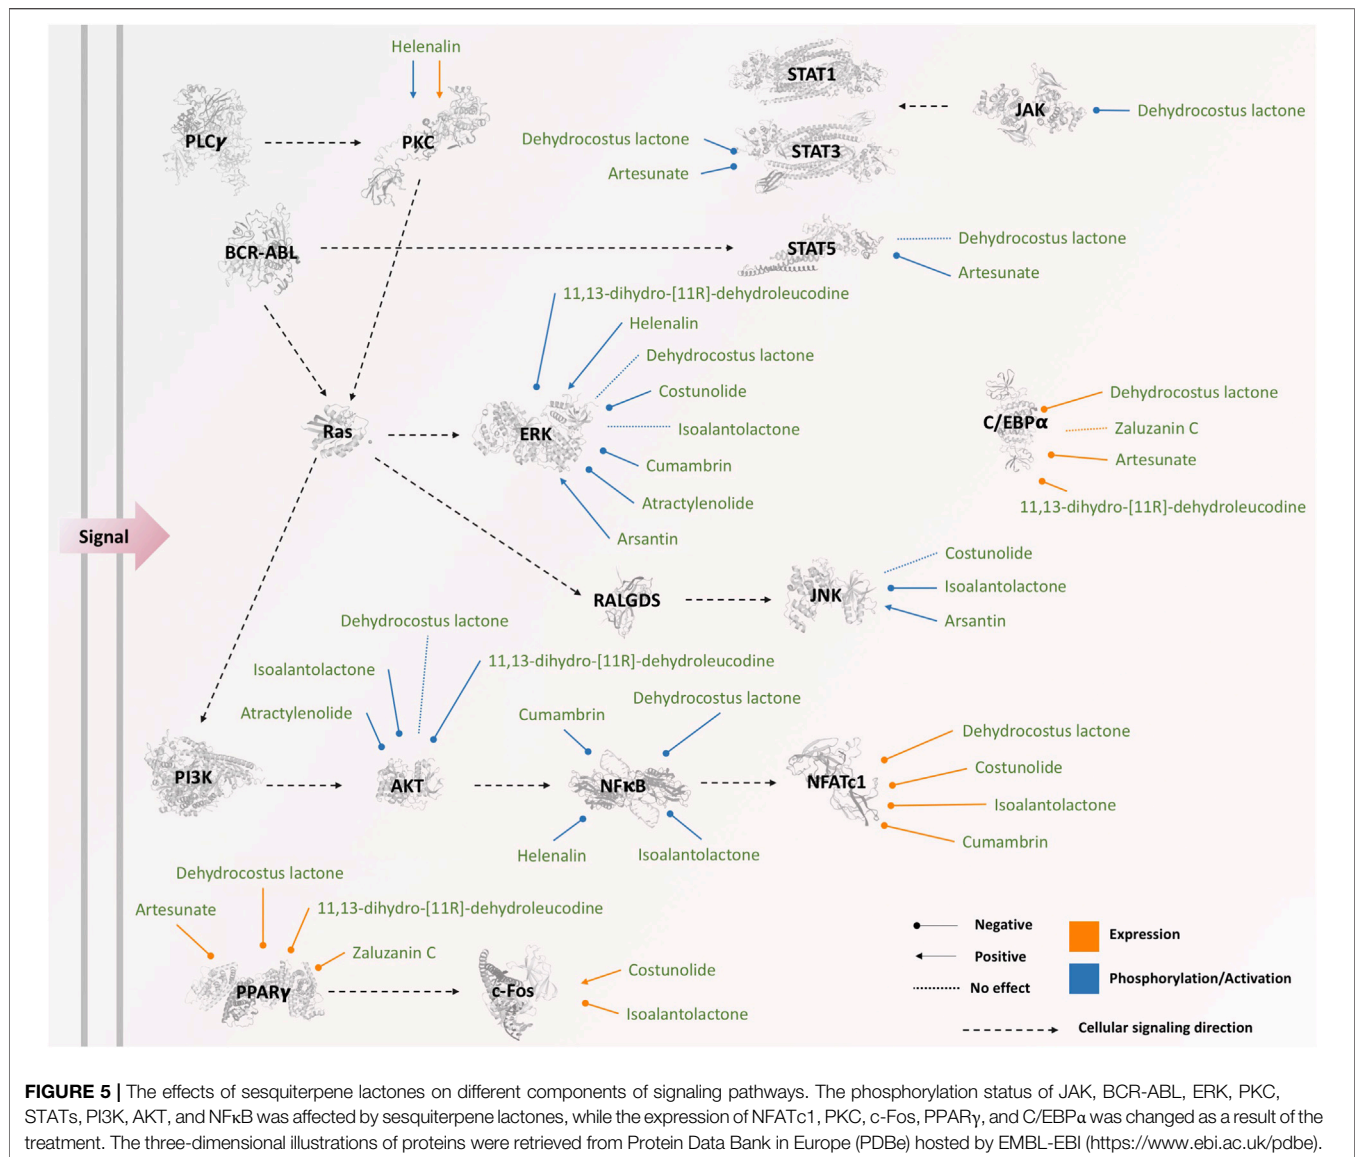 Helenalin
PLCγ
PKC
STAT1
JAK
Dehydrocostus lactone
Dehydrocostus lactone
STAT3
Artesunate
BCR-ABL
STAT5
Dehydrocostus lactone
Artesunate
11,13-dihydro-[11R]-dehydroleucodine
Helenalin
Dehydrocostus lactone
Costunolide
Isoalantolactone
Cumambrin
Atractylenolide
Arsantin
Ras
ERK
C/EBPα
Dehydrocostus lactone
Zaluzanin C
Artesunate
11,13-dihydro-[11R]-dehydroleucodine
Signal
RALGDS
JNK
Costunolide
Isoalantolactone
Arsantin
Dehydrocostus lactone
Isoalantolactone
11,13-dihydro-[11R]-dehydroleucodine
Atractylenolide
Cumambrin
Dehydrocostus lactone
PI3K
AKT
NFκB
NFATc1
Dehydrocostus lactone
Costunolide
Isoalantolactone
Cumambrin
Helenalin
Isoalantolactone
Dehydrocostus lactone
Artesunate
11,13-dihydro-[11R]-dehydroleucodine
Zaluzanin C
PPARγ
c-Fos
Costunolide
Isoalantolactone
Negative
Positive
No effect
Expression
Phosphorylation/Activation
Cellular signaling direction
FIGURE 5 | The effects of sesquiterpene lactones on different components of signaling pathways. The phosphorylation status of JAK, BCR-ABL, ERK, PKC,
STATs, PI3K, AKT, and NFκB was affected by sesquiterpene lactones, while the expression of NFATc1, PKC, c-Fos, PPARγ, and C/EBPα was changed as a result of the
treatment. The three-dimensional illustrations of proteins were retrieved from Protein Data Bank in Europe (PDBe) hosted by EMBL-EBI (https://www.ebi.ac.uk/pdbe).